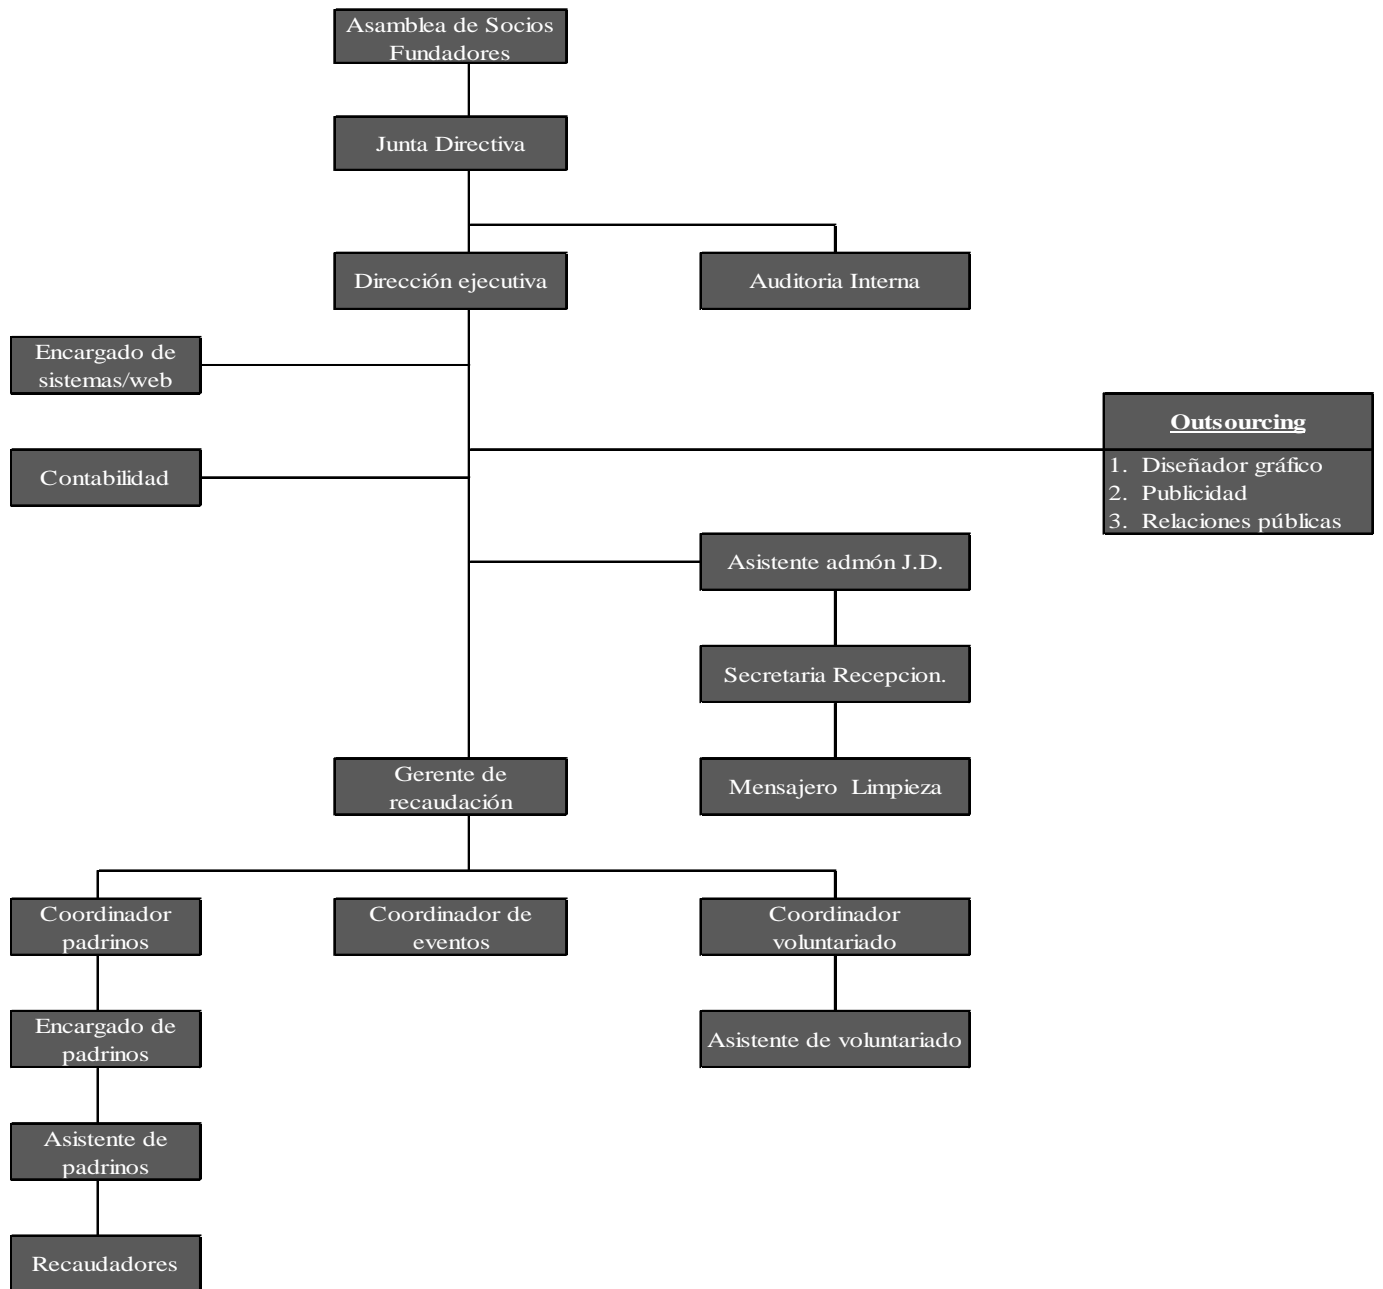 Asamblea de Socios
Fundadores
Junta Directiva
Dirección ejecutiva
Auditoria Interna
Encargado de
sistemas/web
Outsourcing
1. Diseñador gráfico
2. Publicidad
3. Relaciones públicas
Contabilidad
Asistente admón J.D.
Secretaria Recepcion.
Mensajero Limpieza
Gerente de
recaudación
Coordinador
padrinos
Coordinador de
eventos
Coordinador
voluntariado
Encargado de
padrinos
Asistente de voluntariado
Asistente de
padrinos
Recaudadores